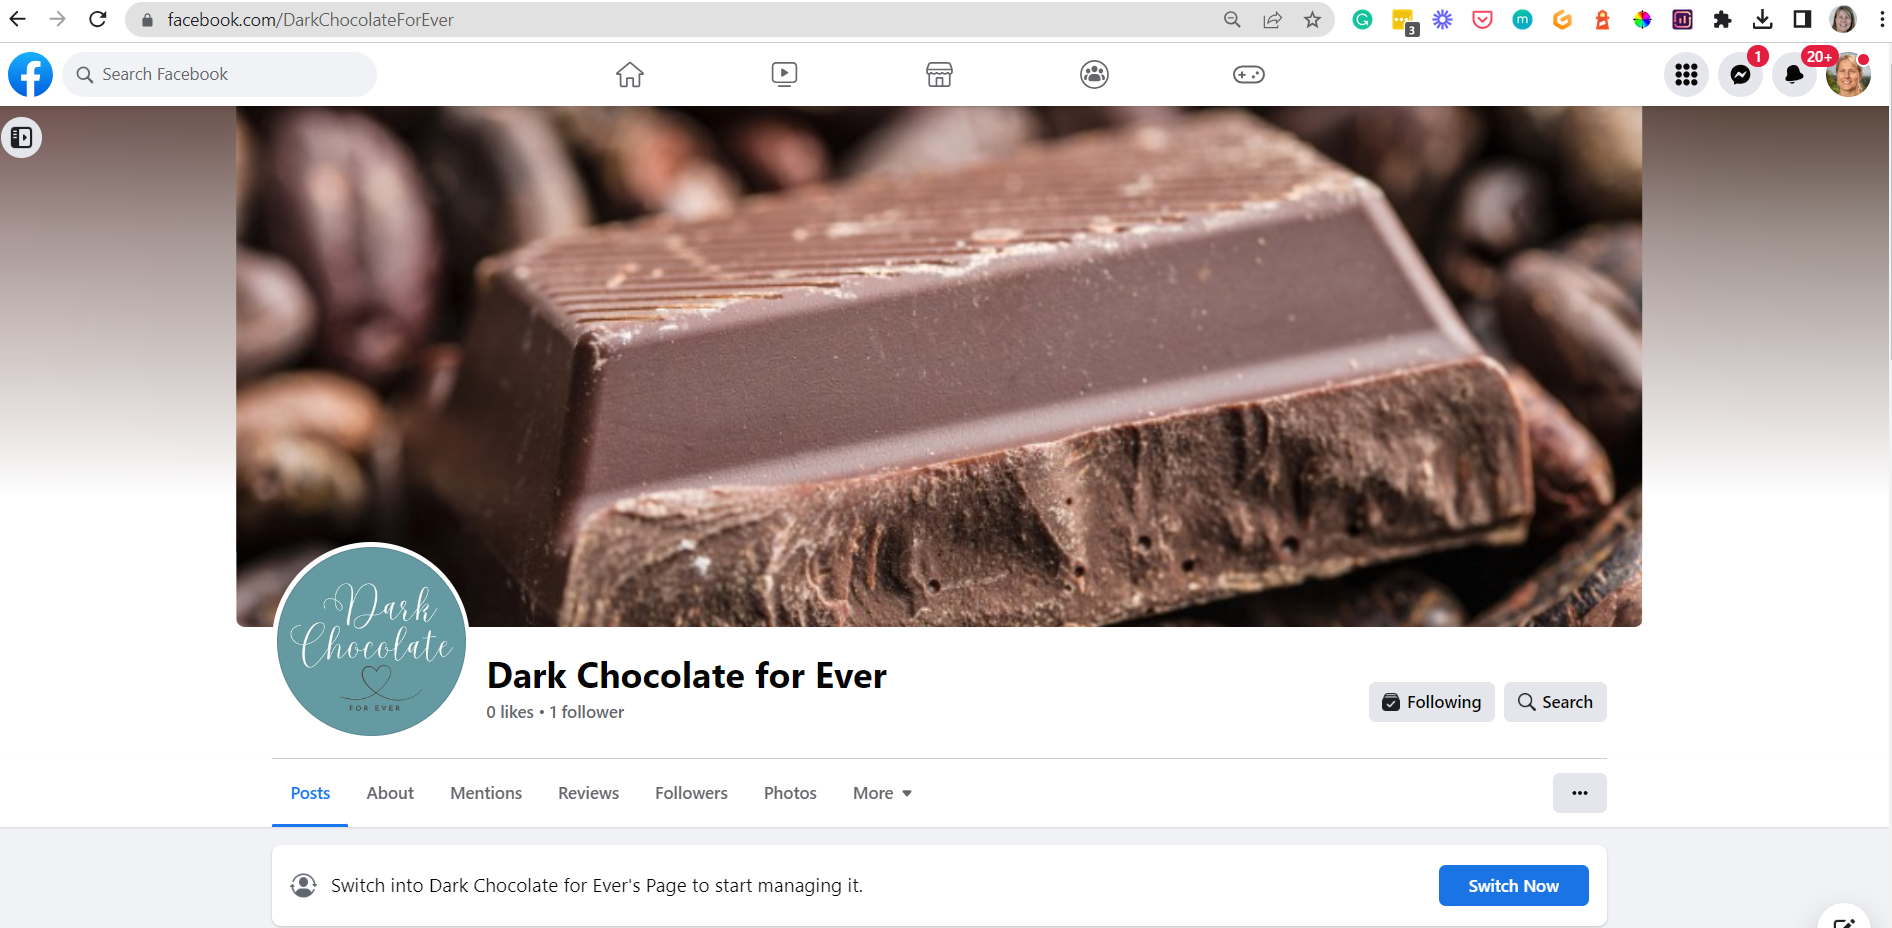 facebook.com/DarkChocolateForEver
3
m
Search Facebook
1
20+
Dark
Chocolate
FOR EVER
Dark Chocolate for Ever
0 likes • 1 follower
Following
Search
Posts
About
Mentions
Reviews
Followers
Photos
More
Switch into Dark Chocolate for Ever's Page to start managing it.
Switch Now